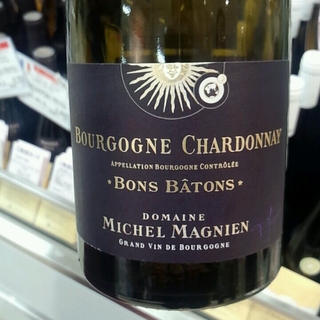 BOURGOGNE CHARDONNAY
APPELLATION BOURGOGNE CONTRÔLÉE
* BONS BÂTONS *
DOMAINE
MICHEL MAGNIEN
GRAND VIN DE BOURGOGNE